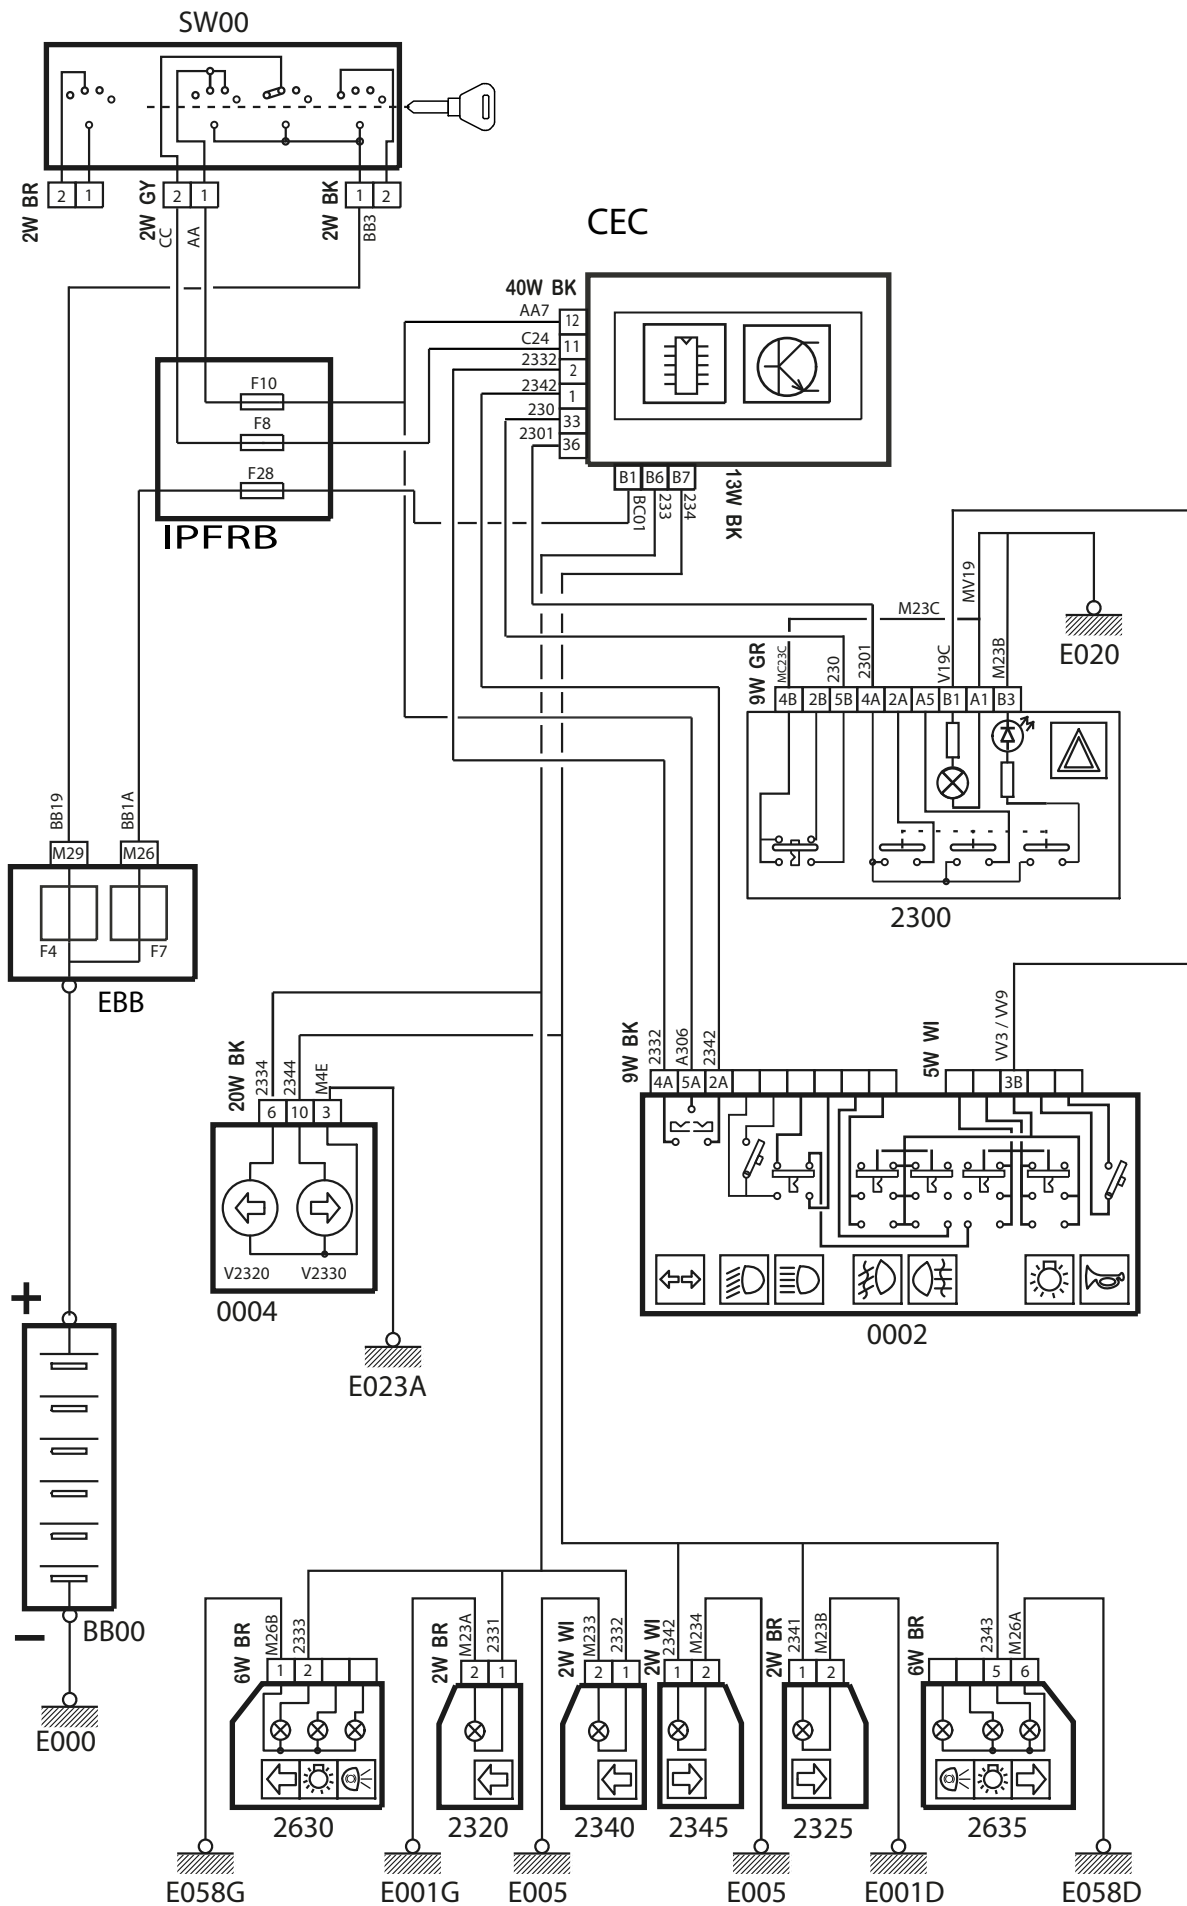 SW00
2W BR
2
1
2W GY
2
1
CC
AA
2W BK
1
2
BB3
CEC
40W BK
AA7
12
C24
11
2332
2
2342
1
230
33
2301
36
B1
B6
B7
BC01
233
234
13W BK
F10
F8
F28
IPFRB
M23C
MV19
E020
9W GR
MC23C
230
2301
V19C
M23B
4B
2B
5B
4A
2A
A5
B1
A1
B3
2300
BB19
BB1A
M29
M26
F4
F7
EBB
20W BK
2334
2344
M4E
6
10
3
V2320
V2330
0004
E023A
9W BK
2332
A306
2342
4A
5A
2A
5W WI
VV3 / VV9
3B
0002
+
−
BB00
E000
6W BR
M26B
2333
1
2
2630
E058G
2W BR
M23A
2331
2
1
2320
E001G
2W WI
M233
2332
2
1
2340
E005
2W WI
2342
M234
1
2
2345
E005
2W BR
2341
M23B
1
2
2325
E001D
6W BR
2343
M26A
5
6
2635
E058D